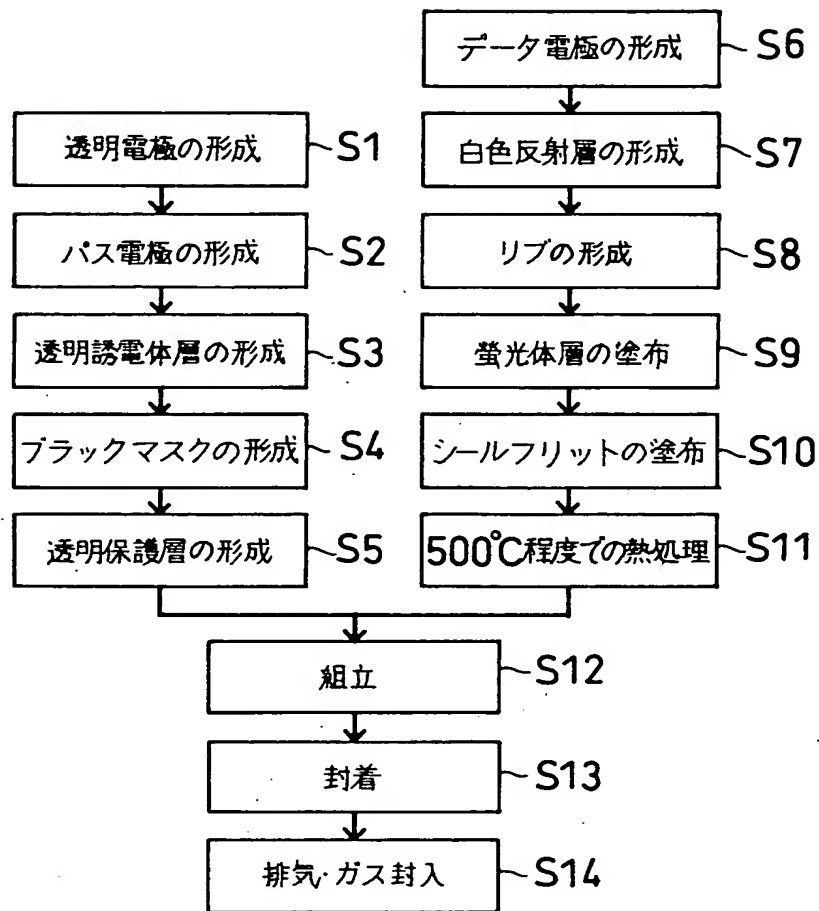 透明電極の形成 S1
パス電極の形成 S2
透明誘電体層の形成 S3
ブラックマスクの形成 S4
透明保護層の形成 S5
データ電極の形成 S6
白色反射層の形成 S7
リブの形成 S8
螢光体層の塗布 S9
シールフリットの塗布 S10
500℃程度での熱処理 S11
組立 S12
封着 S13
排気・ガス封入 S14